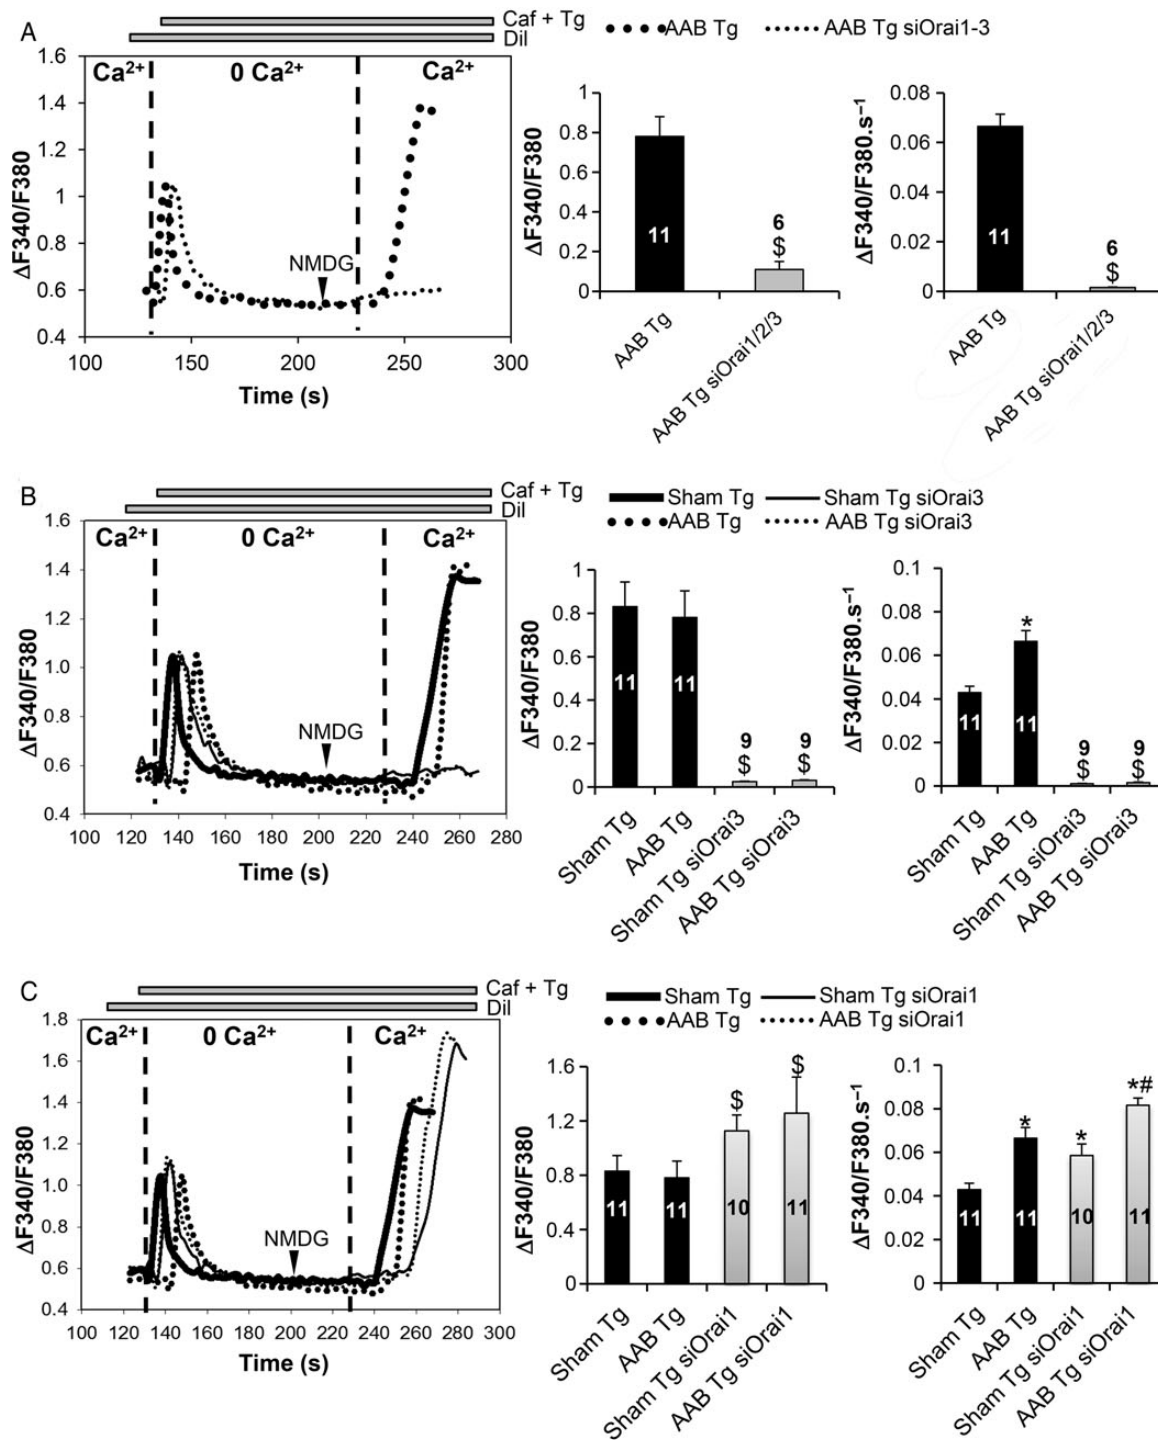 A
Caf + Tg
Dil
AAB Tg
AAB Tg siOrai1-3
Ca²⁺
0 Ca²⁺
Ca²⁺
ΔF340/F380
1.6
1.4
1.2
1
0.8
0.6
0.4
NMDG
100
150
200
250
300
Time (s)
ΔF340/F380
1
0.8
0.6
0.4
0.2
0
11
6
$
AAB Tg
AAB Tg siOrai1/2/3
ΔF340/F380.s⁻¹
0.08
0.06
0.04
0.02
0
11
6
$
AAB Tg
AAB Tg siOrai1/2/3
B
Caf + Tg
Dil
Sham Tg
Sham Tg siOrai3
AAB Tg
AAB Tg siOrai3
Ca²⁺
0 Ca²⁺
Ca²⁺
ΔF340/F380
1.6
1.4
1.2
1.0
0.8
0.6
0.4
NMDG
100 120 140 160 180 200 220 240 260 280
Time (s)
ΔF340/F380
1
0.8
0.6
0.4
0.2
0
11
11
9
$
9
$
Sham Tg
AAB Tg
Sham Tg siOrai3
AAB Tg siOrai3
ΔF340/F380.s⁻¹
0.1
0.08
0.06
0.04
0.02
0
11
*
11
9
$
9
$
Sham Tg
AAB Tg
Sham Tg siOrai3
AAB Tg siOrai3
C
Caf + Tg
Dil
Sham Tg
Sham Tg siOrai1
AAB Tg
AAB Tg siOrai1
Ca²⁺
0 Ca²⁺
Ca²⁺
ΔF340/F380
1.8
1.6
1.4
1.2
1.0
0.8
0.6
0.4
NMDG
100 120 140 160 180 200 220 240 260 280 300
Time (s)
ΔF340/F380
1.6
1.2
0.8
0.4
0
11
11
$
10
$
11
Sham Tg
AAB Tg
Sham Tg siOrai1
AAB Tg siOrai1
ΔF340/F380.s⁻¹
0.1
0.08
0.06
0.04
0.02
0
11
*
11
*
10
*#
11
Sham Tg
AAB Tg
Sham Tg siOrai1
AAB Tg siOrai1